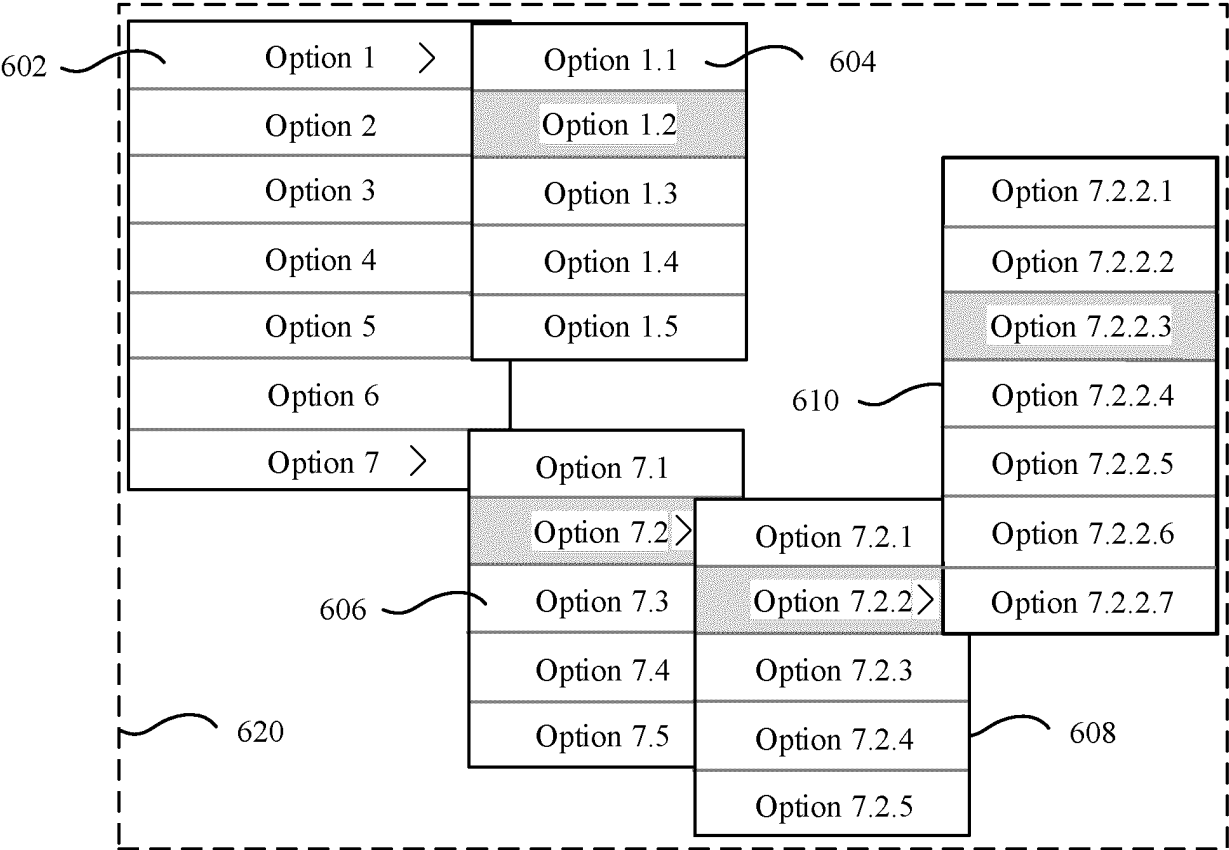 602
Option 1 >
Option 2
Option 3
Option 4
Option 5
Option 6
Option 7 >
Option 1.1
604
Option 1.2
Option 1.3
Option 1.4
Option 1.5
Option 7.1
Option 7.2 >
606
Option 7.3
Option 7.4
Option 7.5
620
Option 7.2.1
Option 7.2.2 >
Option 7.2.3
Option 7.2.4
Option 7.2.5
608
Option 7.2.2.1
Option 7.2.2.2
Option 7.2.2.3
610
Option 7.2.2.4
Option 7.2.2.5
Option 7.2.2.6
Option 7.2.2.7